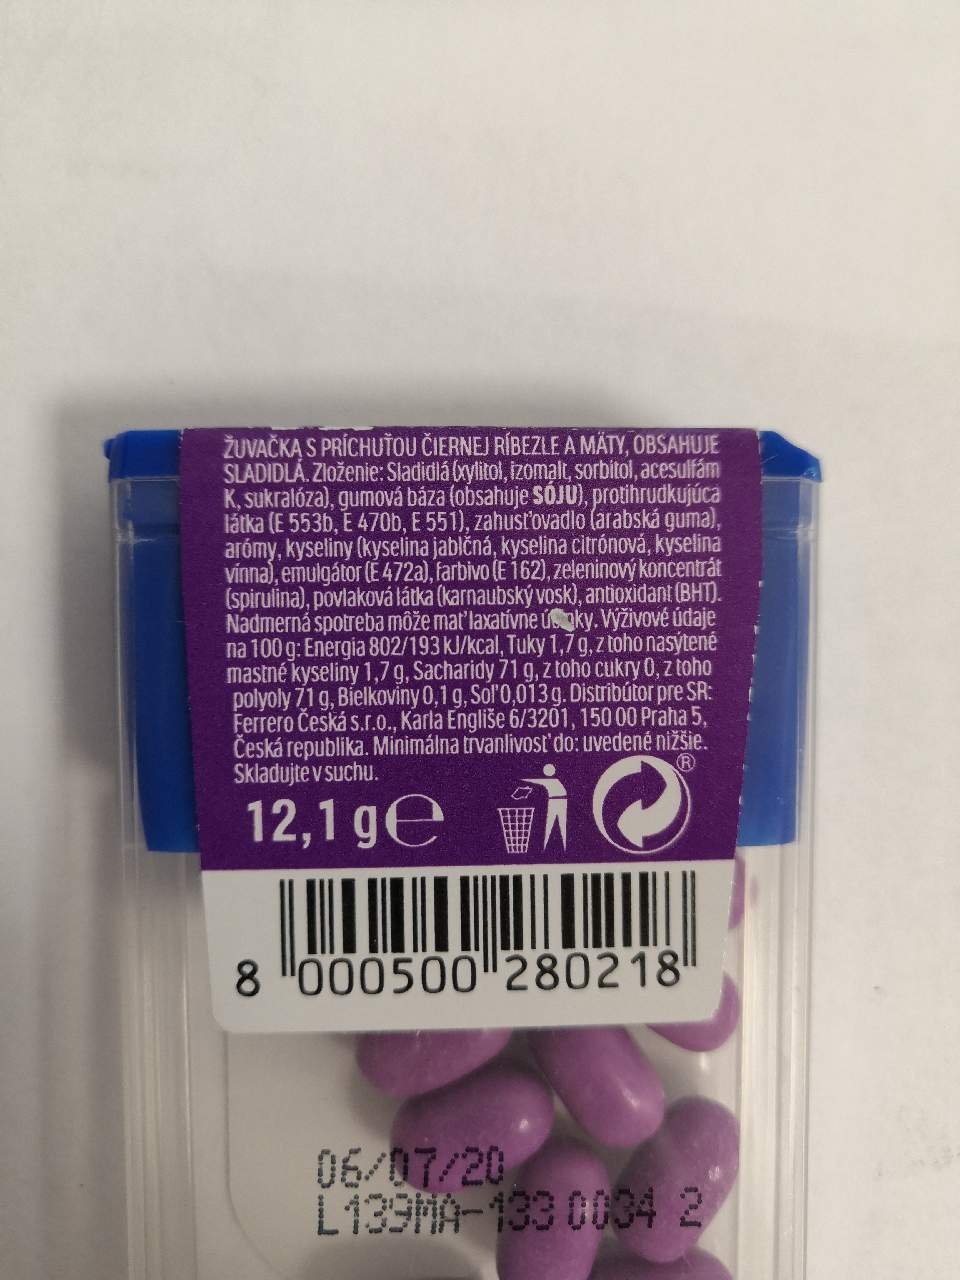 ŽUVAČKA S PRÍCHUŤOU ČIERNEJ RÍBEZLE A MÄTY, OBSAHUJE
SLADIDLÁ. Zloženie: Sladidlá (xylitol, izomalt, sorbitol, acesulfám
K, sukralóza), gumová báza (obsahuje SÓJU), protihrudkujúca
látka (E 553b, E 470b, E 551), zahusťovadlo (arabská guma),
arómy, kyseliny (kyselina jablčná, kyselina citrónová, kyselina
vínna), emulgátor (E 472a), farbivo (E 162), zeleninový koncentrát
(spirulina), povlaková látka (karnaubský vosk), antioxidant (BHT).
Nadmerná spotreba môže mať laxatívne Výživové údaje
na 100 g: Energia 802/193 kJ/kcal, Tuky 1,7 g, z toho nasýtené
mastné kyseliny 1,7 g, Sacharidy 71 g, z toho cukry 0, z toho
polyoly 71 g, Bielkoviny 0,1 g, Soľ 0,013 g. Distribútor pre SR:
Ferrero Česká s.r.o., Karla Engliše 6/3201, 150 00 Praha 5,
Česká republika. Minimálna trvanlivosť do: uvedené nižšie.
Skladujte v suchu.
12,1 g e
®
8 000500 280218
06/07/20
L139MA-133 0034 2